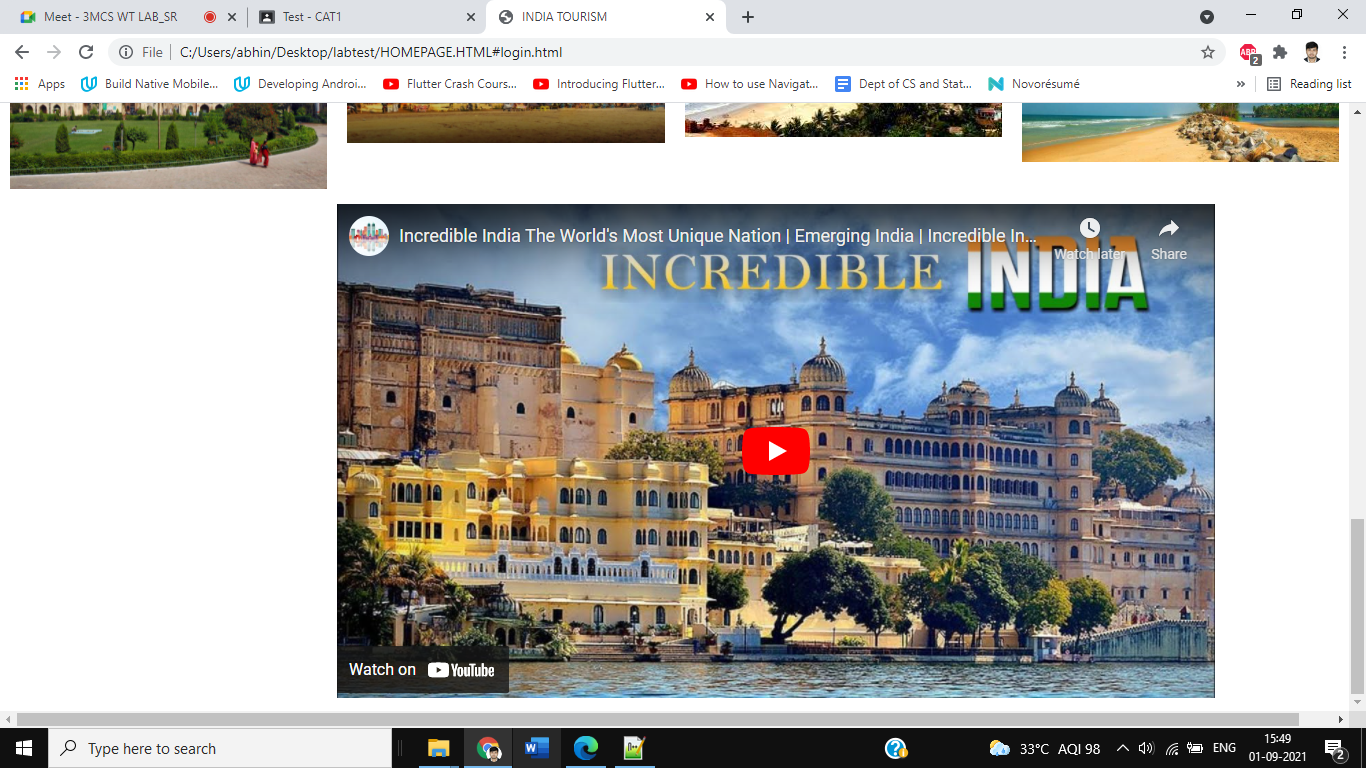 Meet - 3MCS WT LAB_SR
Test - CAT1
INDIA TOURISM
File
C:/Users/abhin/Desktop/labtest/HOMEPAGE.HTML#login.html
ABP
2
Apps
Build Native Mobile...
Developing Androi...
Flutter Crash Cours...
Introducing Flutter...
How to use Navigat...
Dept of CS and Stat...
Novorésumé
»
Reading list
Incredible India The World's Most Unique Nation | Emerging India | Incredible In...
Watch later
Share
INCREDIBLE INDIA
Watch on YouTube
Type here to search
33°C AQI 98
ENG
15:49
01-09-2021
2